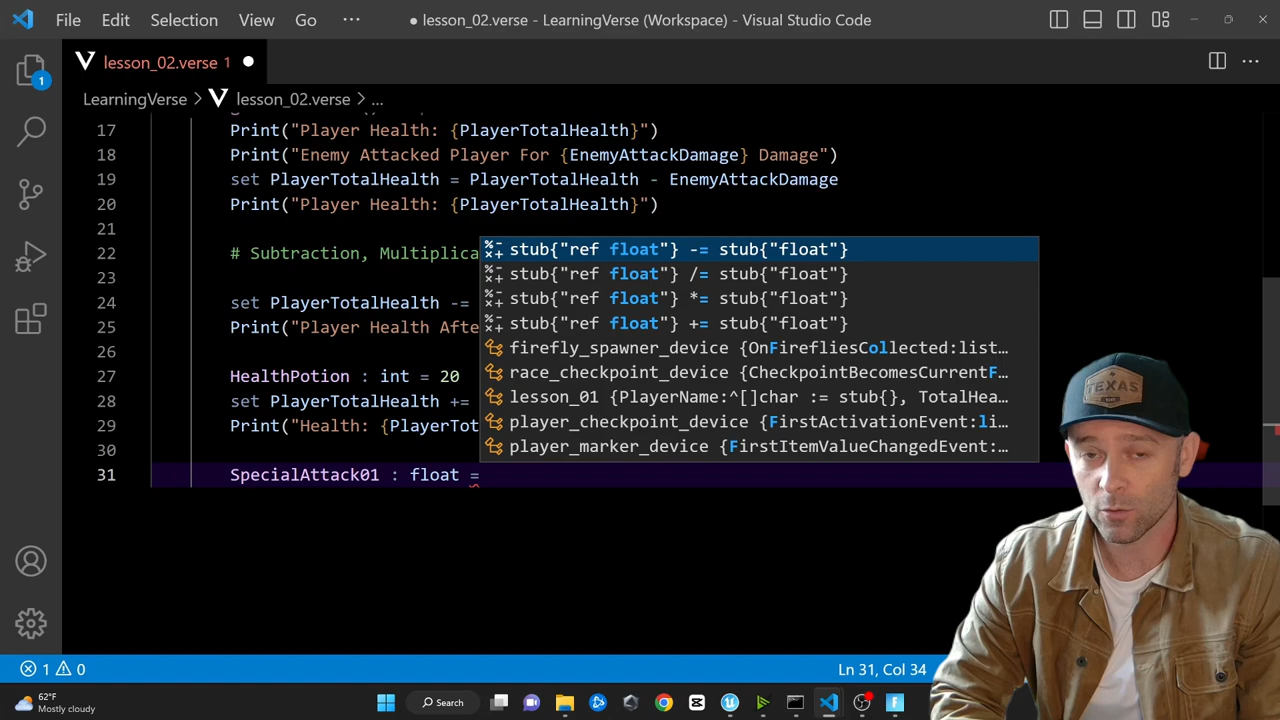 File Edit Selection View Go ··· ● lesson_02.verse - LearningVerse (Workspace) - Visual Studio Code
lesson_02.verse 1 ●
LearningVerse > lesson_02.verse > ...
17 Print("Player Health: {PlayerTotalHealth}")
18 Print("Enemy Attacked Player For {EnemyAttackDamage} Damage")
19 set PlayerTotalHealth = PlayerTotalHealth - EnemyAttackDamage
20 Print("Player Health: {PlayerTotalHealth}")
21
22 # Subtraction, Multiplica
stub{"ref float"} -= stub{"float"}
23
stub{"ref float"} /= stub{"float"}
24 set PlayerTotalHealth -=
stub{"ref float"} *= stub{"float"}
25 Print("Player Health Afte
stub{"ref float"} += stub{"float"}
26
firefly_spawner_device {OnFirefliesCollected:list…
27 HealthPotion : int = 20
race_checkpoint_device {CheckpointBecomesCurrentF…
28 set PlayerTotalHealth +=
lesson_01 {PlayerName:^[]char := stub{}, TotalHea…
29 Print("Health: {PlayerTot
player_checkpoint_device {FirstActivationEvent:li…
30
player_marker_device {FirstItemValueChangedEvent:…
31 SpecialAttack01 : float =
1
1 0 Ln 31, Col 34
TEXAS
62°F
Mostly cloudy
Search